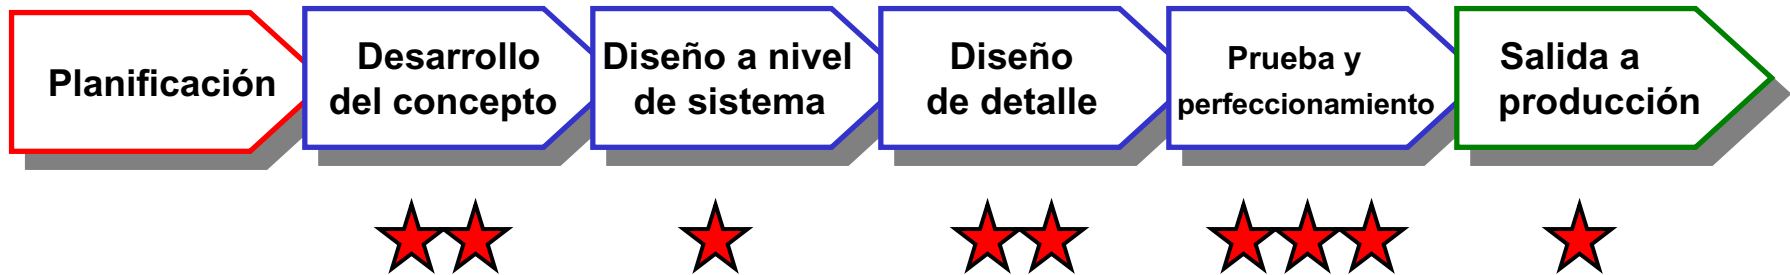 Planificación
Desarrollo
del concepto
Diseño a nivel
de sistema
Diseño
de detalle
Prueba y
perfeccionamiento
Salida a
producción